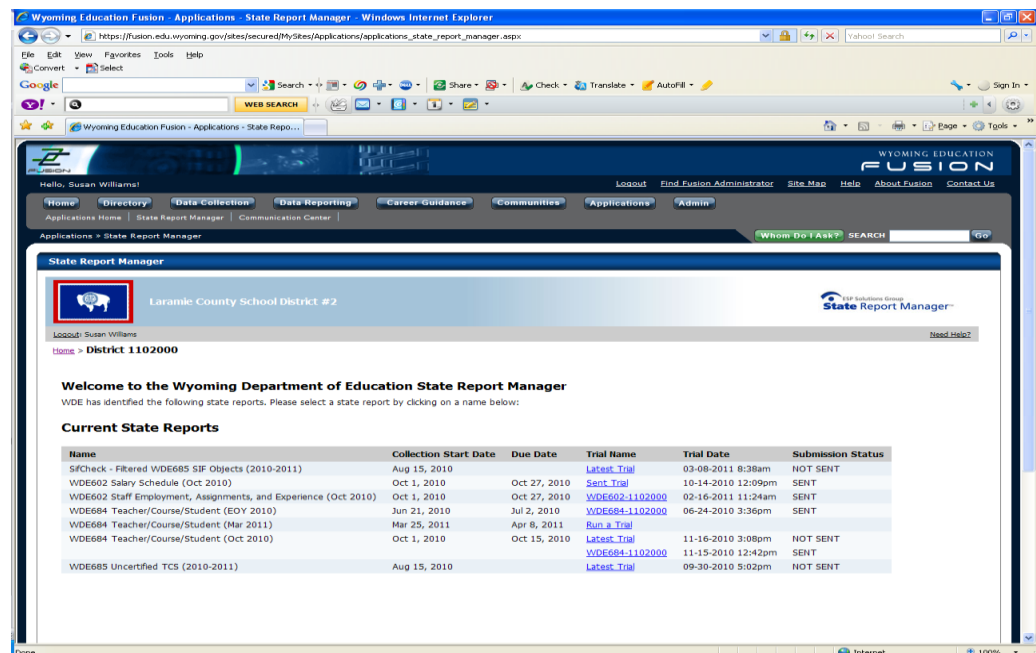 Wyoming Education Fusion - Applications - State Report Manager - Windows Internet Explorer
https://fusion.edu.wyoming.gov/sites/secured/MySites/Applications/applications_state_report_manager.aspx Yahoo! Search
File Edit View Favorites Tools Help
Convert Select
Google Search Share Check Translate AutoFill Sign In
Y! WEB SEARCH
Wyoming Education Fusion - Applications - State Repo... Page Tools
FUSION WYOMING EDUCATION
FUSION
Hello, Susan Williams! Logout Find Fusion Administrator Site Map Help About Fusion Contact Us
Home Directory Data Collection Data Reporting Career Guidance Communities Applications Admin
Applications Home | State Report Manager | Communication Center |
Applications » State Report Manager Whom Do I Ask? SEARCH Go
State Report Manager
Laramie County School District #2 ESP Solutions Group
State Report Manager
Logout: Susan Williams Need Help?
Home > District 1102000
Welcome to the Wyoming Department of Education State Report Manager
WDE has identified the following state reports. Please select a state report by clicking on a name below:
Current State Reports
Name Collection Start Date Due Date Trial Name Trial Date Submission Status
SifCheck - Filtered WDE685 SIF Objects (2010-2011) Aug 15, 2010 Latest Trial 03-08-2011 8:38am NOT SENT
WDE602 Salary Schedule (Oct 2010) Oct 1, 2010 Oct 27, 2010 Sent Trial 10-14-2010 12:09pm SENT
WDE602 Staff Employment, Assignments, and Experience (Oct 2010) Oct 1, 2010 Oct 27, 2010 WDE602-1102000 02-16-2011 11:24am SENT
WDE684 Teacher/Course/Student (EOY 2010) Jun 21, 2010 Jul 2, 2010 WDE684-1102000 06-24-2010 3:36pm SENT
WDE684 Teacher/Course/Student (Mar 2011) Mar 25, 2011 Apr 8, 2011 Run a Trial
WDE684 Teacher/Course/Student (Oct 2010) Oct 1, 2010 Oct 15, 2010 Latest Trial 11-16-2010 3:08pm NOT SENT
WDE684-1102000 11-15-2010 12:42pm SENT
WDE685 Uncertified TCS (2010-2011) Aug 15, 2010 Latest Trial 09-30-2010 5:02pm NOT SENT
Done Internet 100%